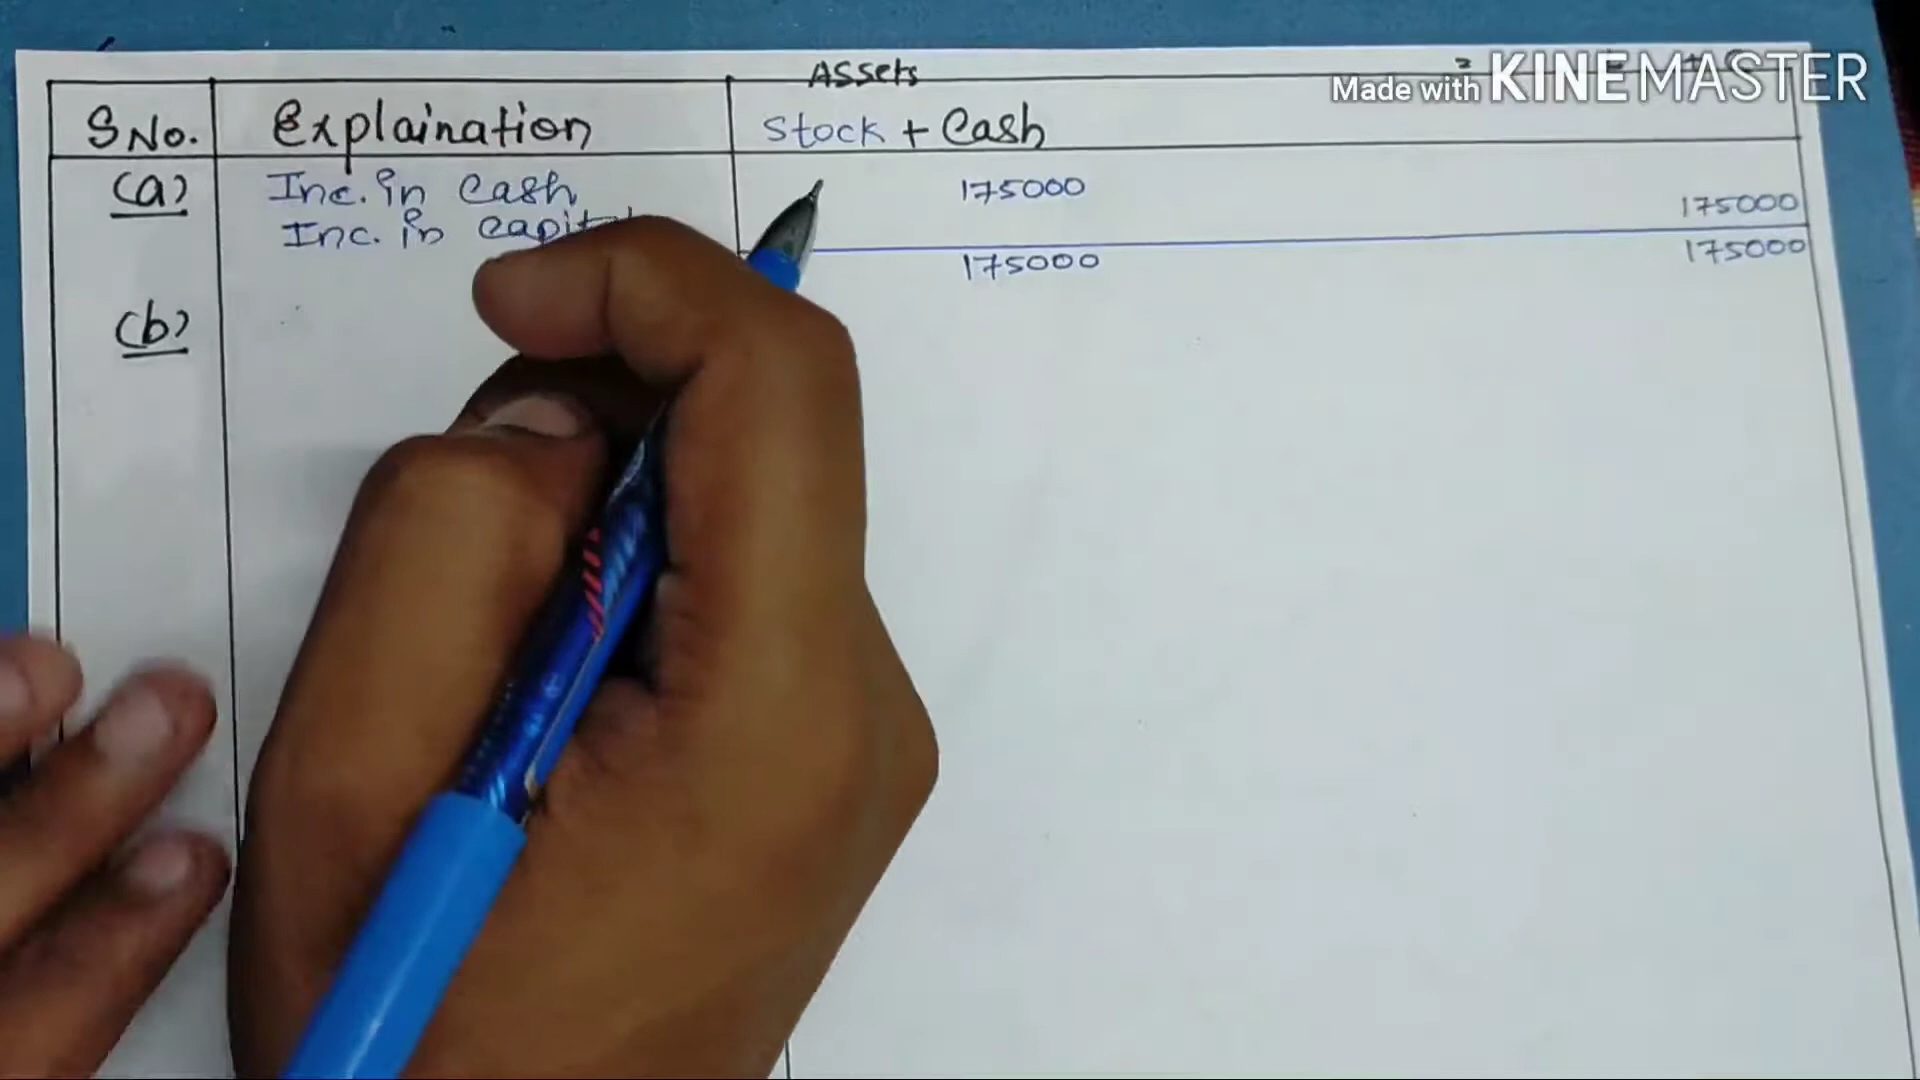 Assets
Made with KINEMASTER
S No. Explaination Stock + Cash
(a) Inc. in Cash 175000
Inc. in 175000
175000 175000
(b)